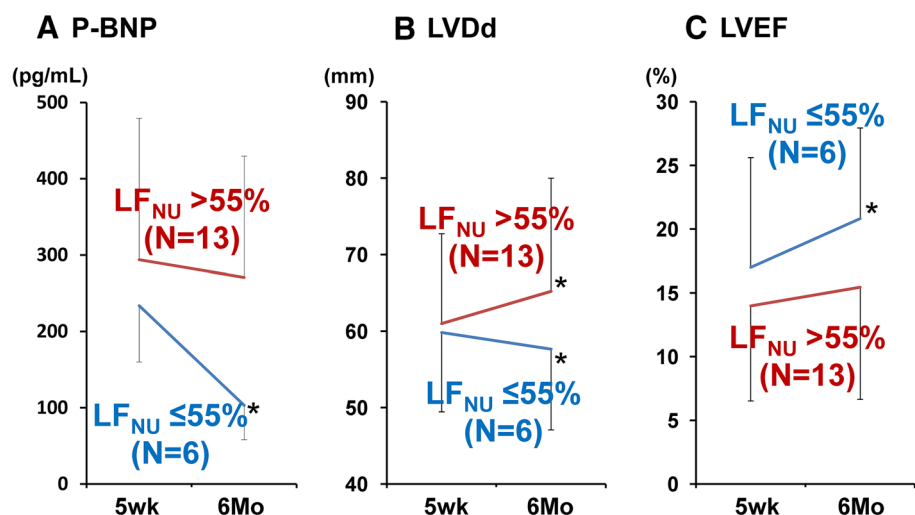 A P-BNP
(pg/mL)
500
400
300
200
100
0
LFNU >55%
(N=13)
LFNU ≤55%
(N=6)
*
5wk 6Mo
B LVDd
(mm)
90
80
70
60
50
40
LFNU >55%
(N=13)
*
*
LFNU ≤55%
(N=6)
5wk 6Mo
C LVEF
(%)
30
25
20
15
10
5
0
LFNU ≤55%
(N=6)
*
LFNU >55%
(N=13)
5wk 6Mo